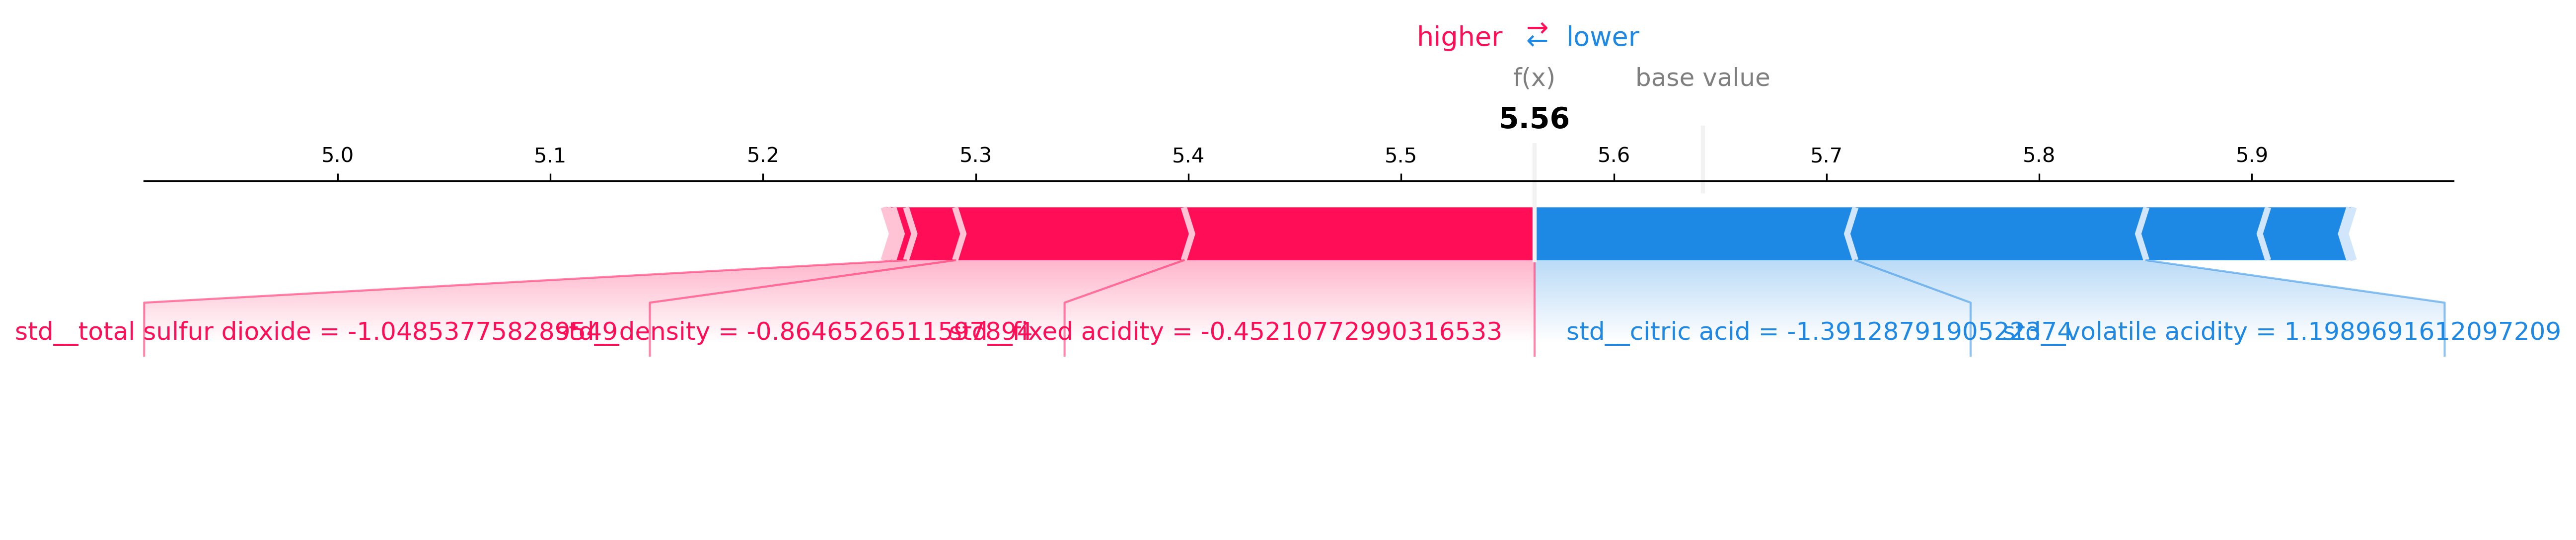 higher → ← lower
f(x) base value
5.56
5.0 5.1 5.2 5.3 5.4 5.5 5.6 5.7 5.8 5.9
std__total sulfur dioxide = -1.048537758289549 std__density = -0.8646526511597894 std__fixed acidity = -0.45210772990316533 std__citric acid = -1.3912879190522374 std__volatile acidity = 1.1989691612097209